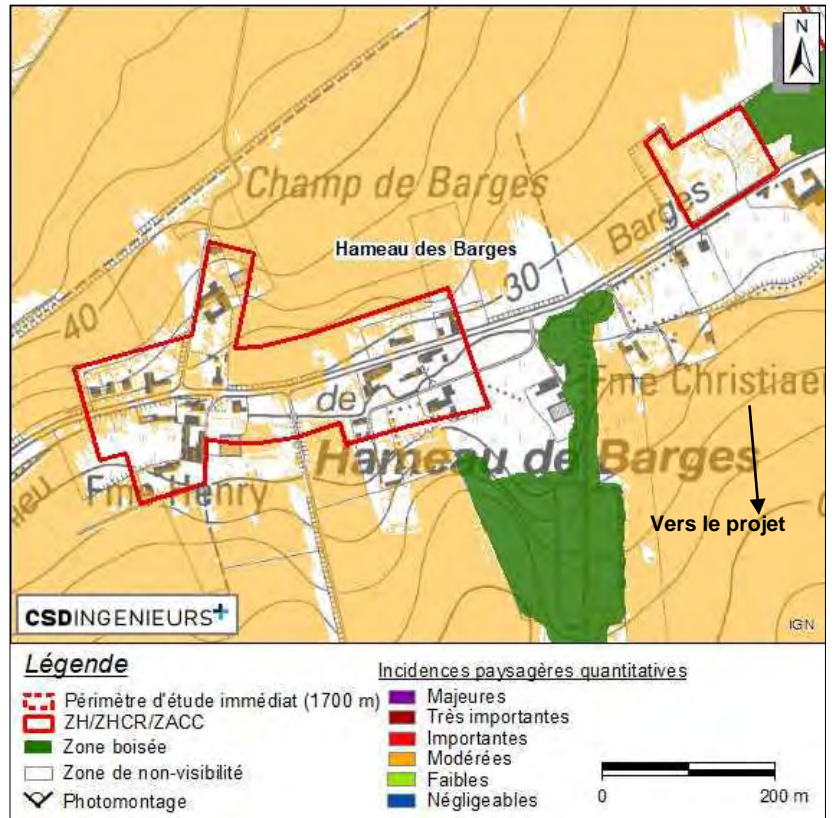 N
Champ de Barges
Hameau des Barges
Barges
30
40
de
Fme Christiaen
Hameau de Barges
Fme Henry
Vers le projet
CSDINGENIEURS+
IGN
Légende
Périmètre d'étude immédiat (1700 m)
ZH/ZHCR/ZACC
Zone boisée
Zone de non-visibilité
Photomontage
Incidences paysagères quantitatives
Majeures
Très importantes
Importantes
Modérées
Faibles
Négligeables
0
200 m